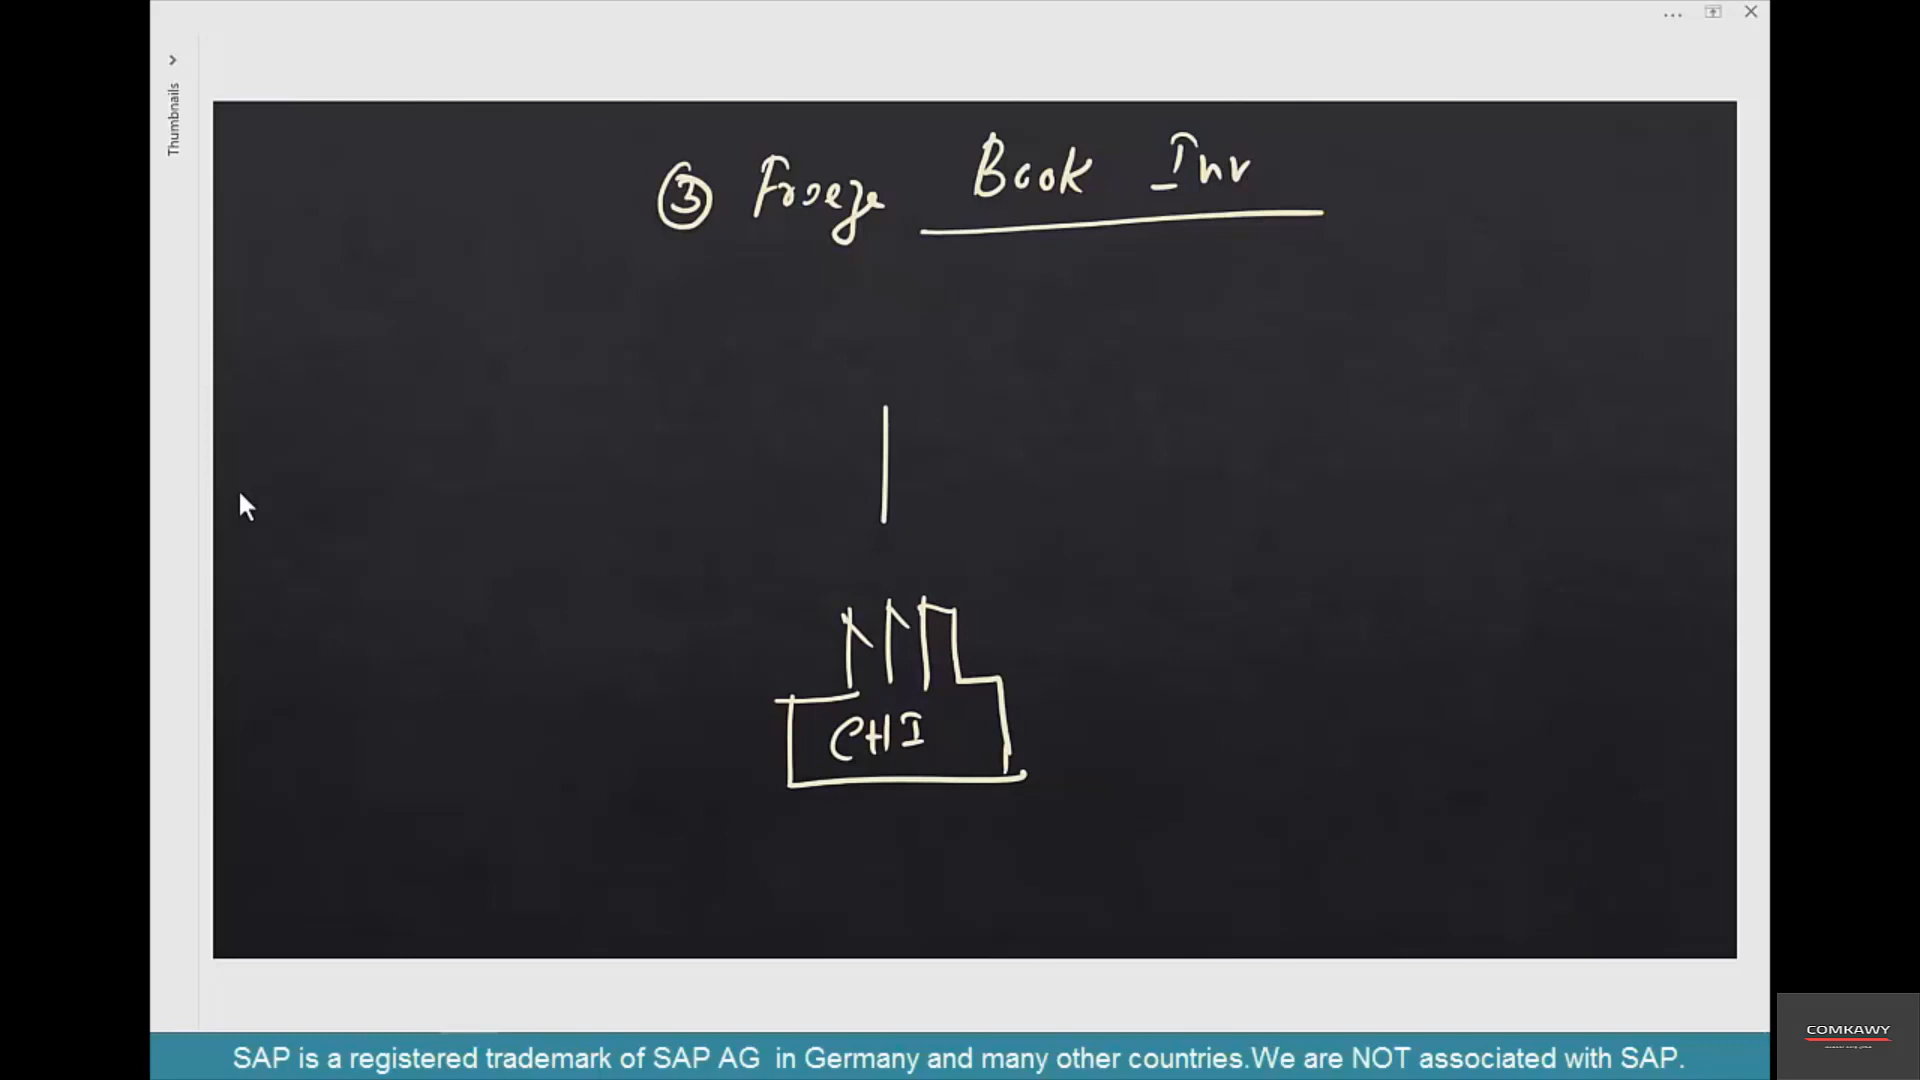 Thumbnails
③ Freeze Book Inv
CHI
COMKAWY
SAP is a registered trademark of SAP AG in Germany and many other countries.We are NOT associated with SAP.